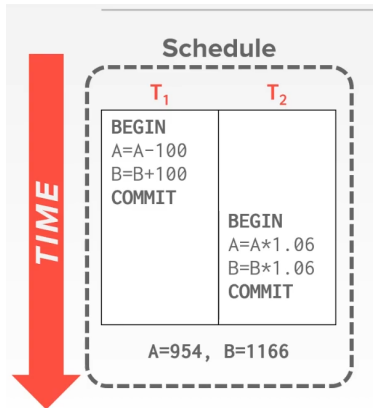 Schedule
TIME
T₁ T₂
BEGIN
A=A-100
B=B+100
COMMIT
BEGIN
A=A*1.06
B=B*1.06
COMMIT
A=954, B=1166